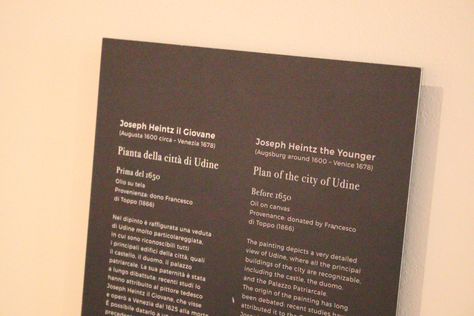 Joseph Heintz il Giovane
(Augusta 1600 circa - Venezia 1678)
Pianta della città di Udine
Prima del 1650
Olio su tela
Provenienza: dono Francesco
di Toppo (1866)
Nel dipinto è raffigurata una veduta
di Udine molto particolareggiata,
in cui sono riconoscibili tutti
i principali edifici della città, quali
il castello, il duomo, il palazzo
patriarcale. La sua paternità è stata
a lungo dibattuta: recenti studi lo
hanno attribuito al pittore tedesco
Joseph Heintz il Giovane, che visse
e operò a Venezia dal 1625 alla morte
È possibile datarlo a un
Joseph Heintz the Younger
(Augsburg around 1600 - Venice 1678)
Plan of the city of Udine
Before 1650
Oil on canvas
Provenance: donated by Francesco
di Toppo (1866)
The painting depicts a very detailed
view of Udine, where all the principal
buildings of the city are recognizable,
including the castle, the duomo,
and the Palazzo Patriarcale.
The origin of the painting has long
been debated: recent studies have
attributed it to the